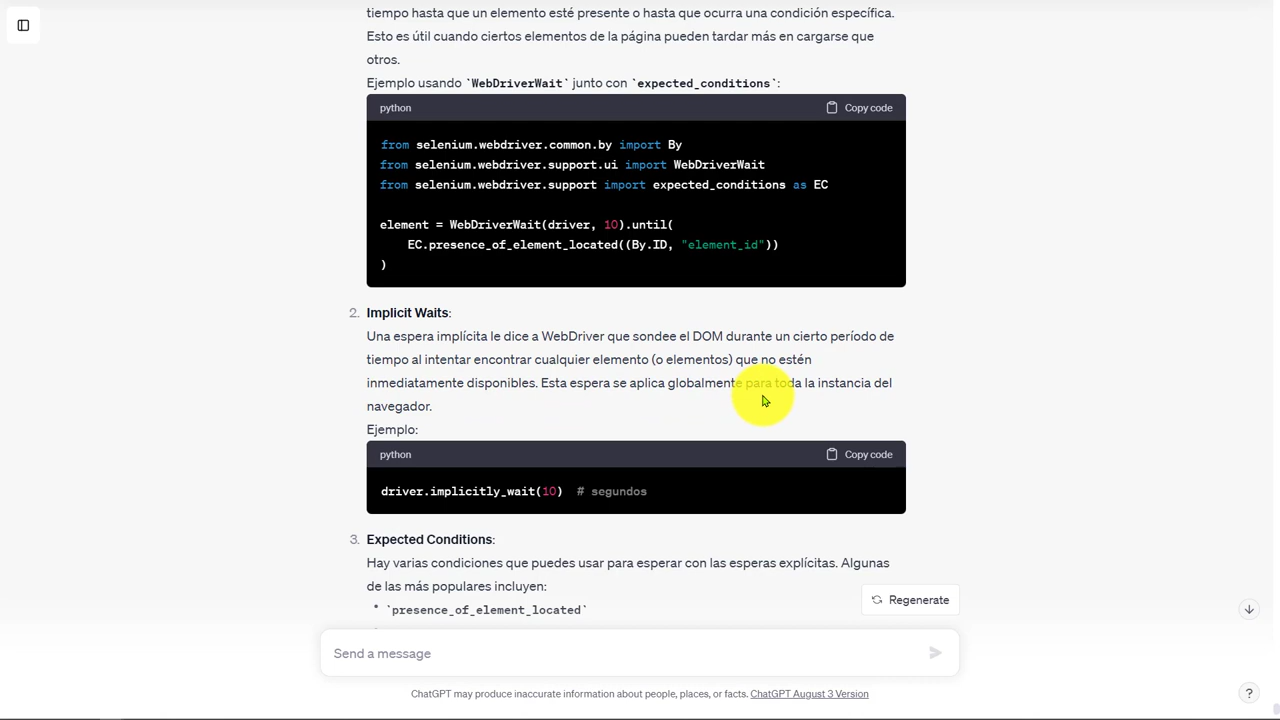 tiempo hasta que un elemento esté presente o hasta que ocurra una condición específica.
Esto es útil cuando ciertos elementos de la página pueden tardar más en cargarse que
otros.
Ejemplo usando `WebDriverWait` junto con `expected_conditions`:
python
Copy code
from selenium.webdriver.common.by import By
from selenium.webdriver.support.ui import WebDriverWait
from selenium.webdriver.support import expected_conditions as EC
element = WebDriverWait(driver, 10).until(
EC.presence_of_element_located((By.ID, "element_id"))
)
2. Implicit Waits:
Una espera implícita le dice a WebDriver que sondee el DOM durante un cierto período de
tiempo al intentar encontrar cualquier elemento (o elementos) que no estén
inmediatamente disponibles. Esta espera se aplica globalmente para toda la instancia del
navegador.
Ejemplo:
python
Copy code
driver.implicitly_wait(10) # segundos
3. Expected Conditions:
Hay varias condiciones que puedes usar para esperar con las esperas explícitas. Algunas
de las más populares incluyen:
• `presence_of_element_located`
Regenerate
Send a message
ChatGPT may produce inaccurate information about people, places, or facts. ChatGPT August 3 Version
?